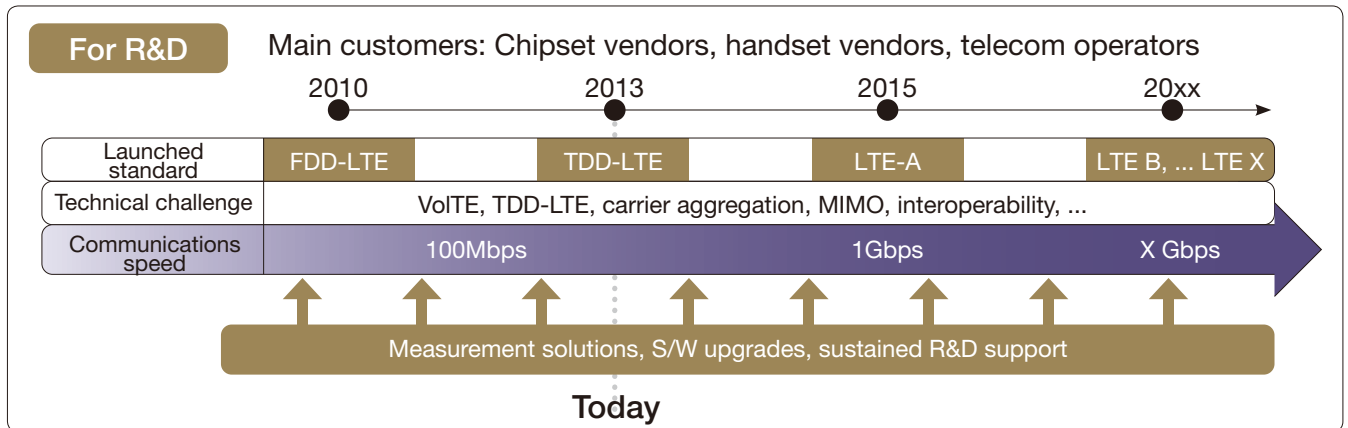 For R&D
Main customers: Chipset vendors, handset vendors, telecom operators
2010
2013
2015
20xx
Launched
standard
FDD-LTE
TDD-LTE
LTE-A
LTE B, ... LTE X
Technical challenge
VolTE, TDD-LTE, carrier aggregation, MIMO, interoperability, ...
Communications
speed
100Mbps
1Gbps
X Gbps
Measurement solutions, S/W upgrades, sustained R&D support
Today